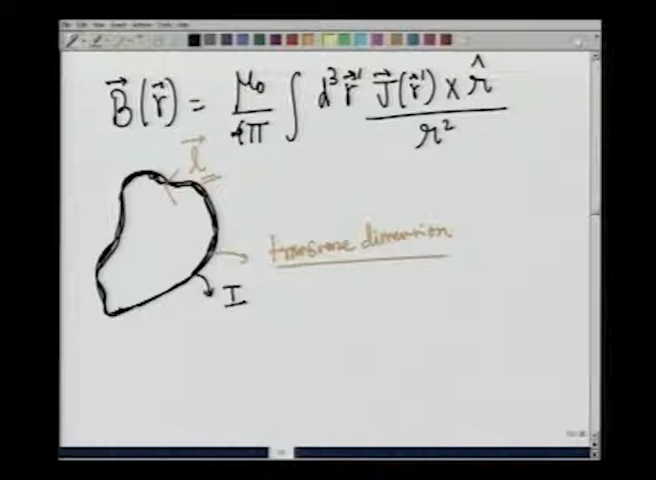 B⃗(r⃗) = μ₀/4π ∫ d³r⃗' J⃗(r⃗') × r̂ / r²
l⃗
transverse dimension
I